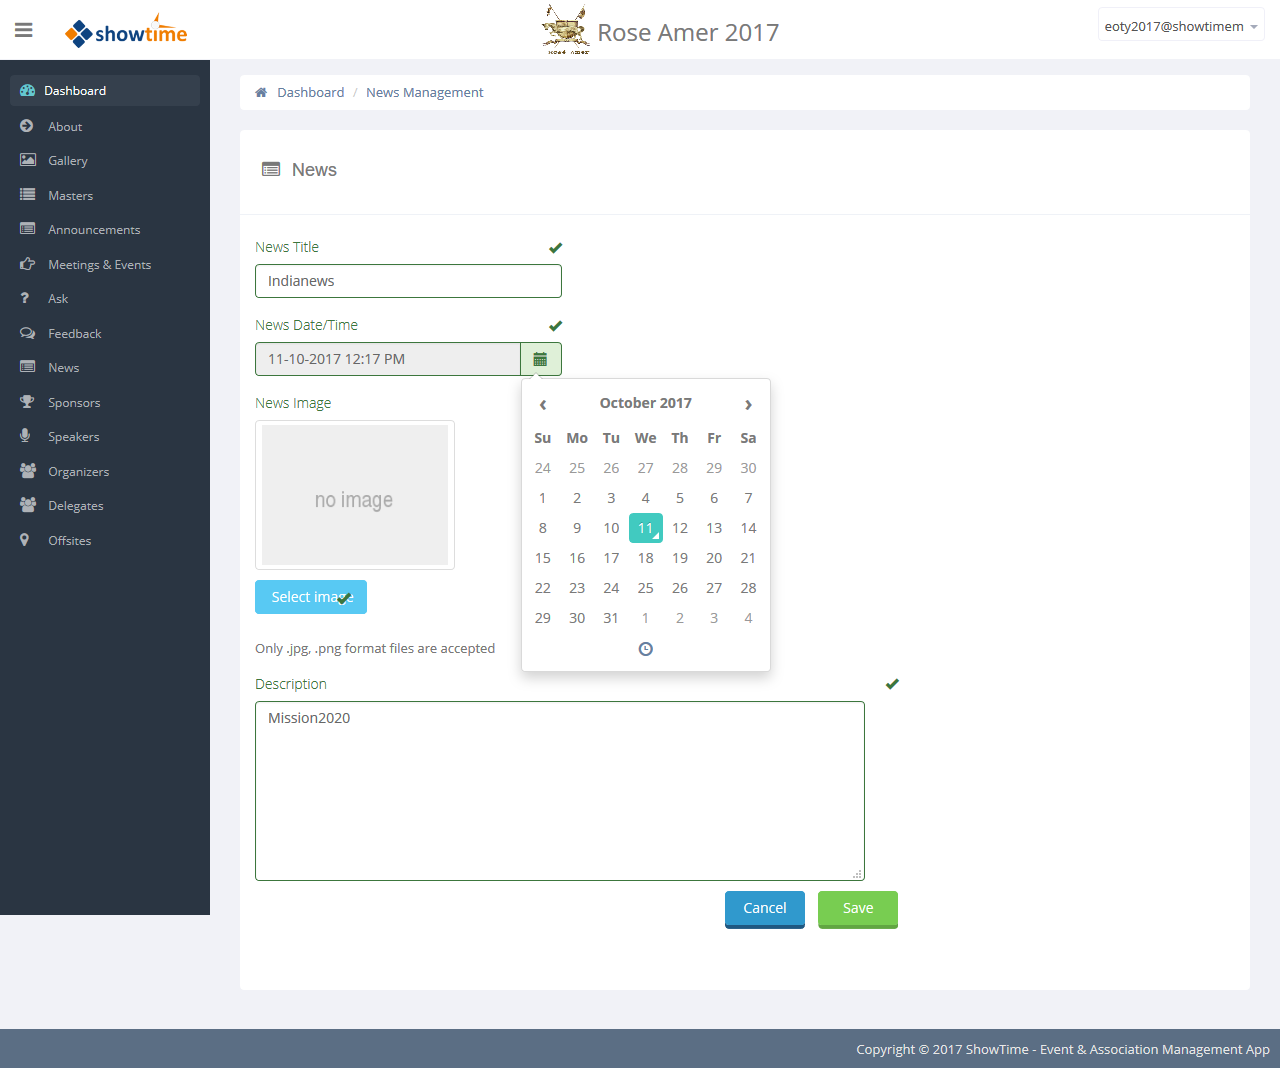 showtime
ROSE AMER
Rose Amer 2017
eoty2017@showtimem
Dashboard
About
Gallery
Masters
Announcements
Meetings & Events
Ask
Feedback
News
Sponsors
Speakers
Organizers
Delegates
Offsites
Dashboard / News Management
News
News Title
Indianews
News Date/Time
11-10-2017 12:17 PM
‹ October 2017 ›
Su Mo Tu We Th Fr Sa
24 25 26 27 28 29 30
1 2 3 4 5 6 7
8 9 10 11 12 13 14
15 16 17 18 19 20 21
22 23 24 25 26 27 28
29 30 31 1 2 3 4
News Image
no image
Select image
Only .jpg, .png format files are accepted
Description
Mission2020
Cancel Save
Copyright © 2017 ShowTime - Event & Association Management App